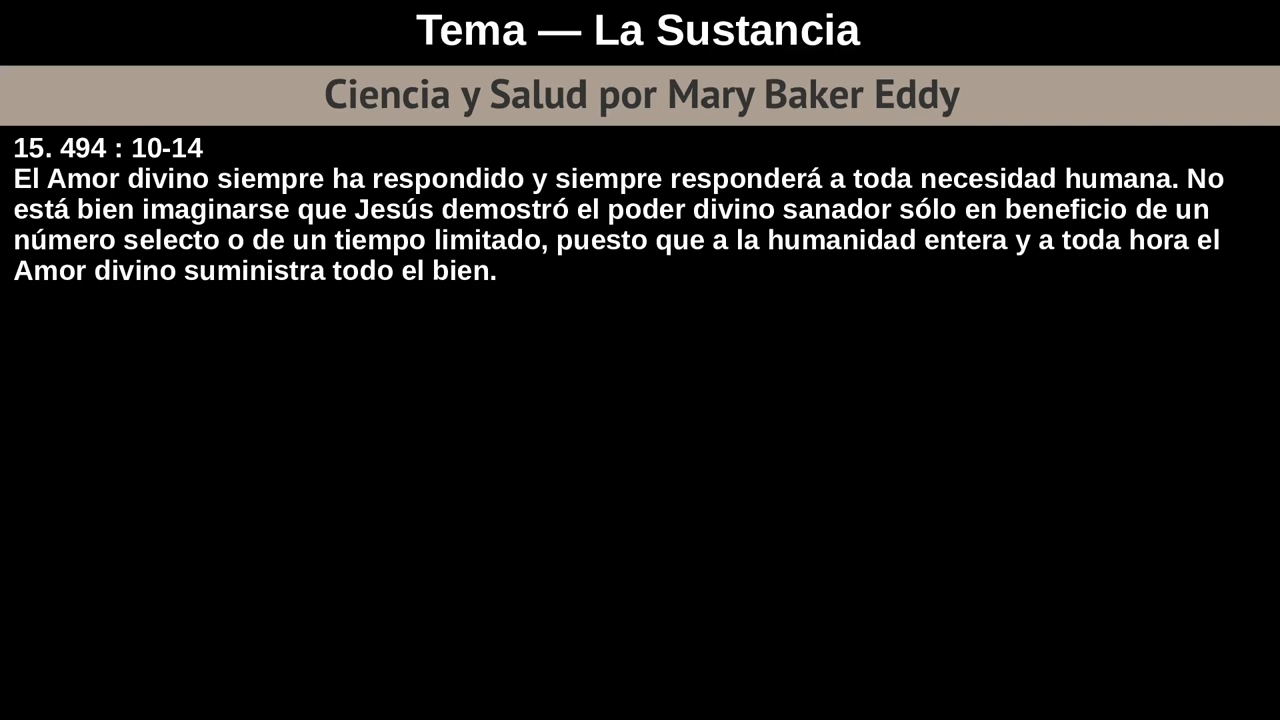 Tema — La Sustancia
Ciencia y Salud por Mary Baker Eddy
15. 494 : 10-14
El Amor divino siempre ha respondido y siempre responderá a toda necesidad humana. No
está bien imaginarse que Jesús demostró el poder divino sanador sólo en beneficio de un
número selecto o de un tiempo limitado, puesto que a la humanidad entera y a toda hora el
Amor divino suministra todo el bien.